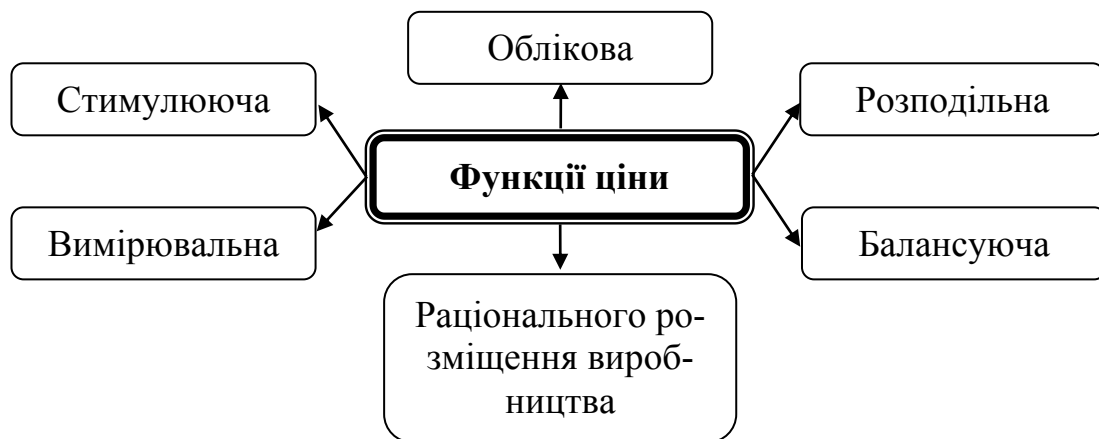 Облікова
Стимулююча
Розподільна
Функції ціни
Вимірювальна
Балансуюча
Раціонального ро-
зміщення вироб-
ництва